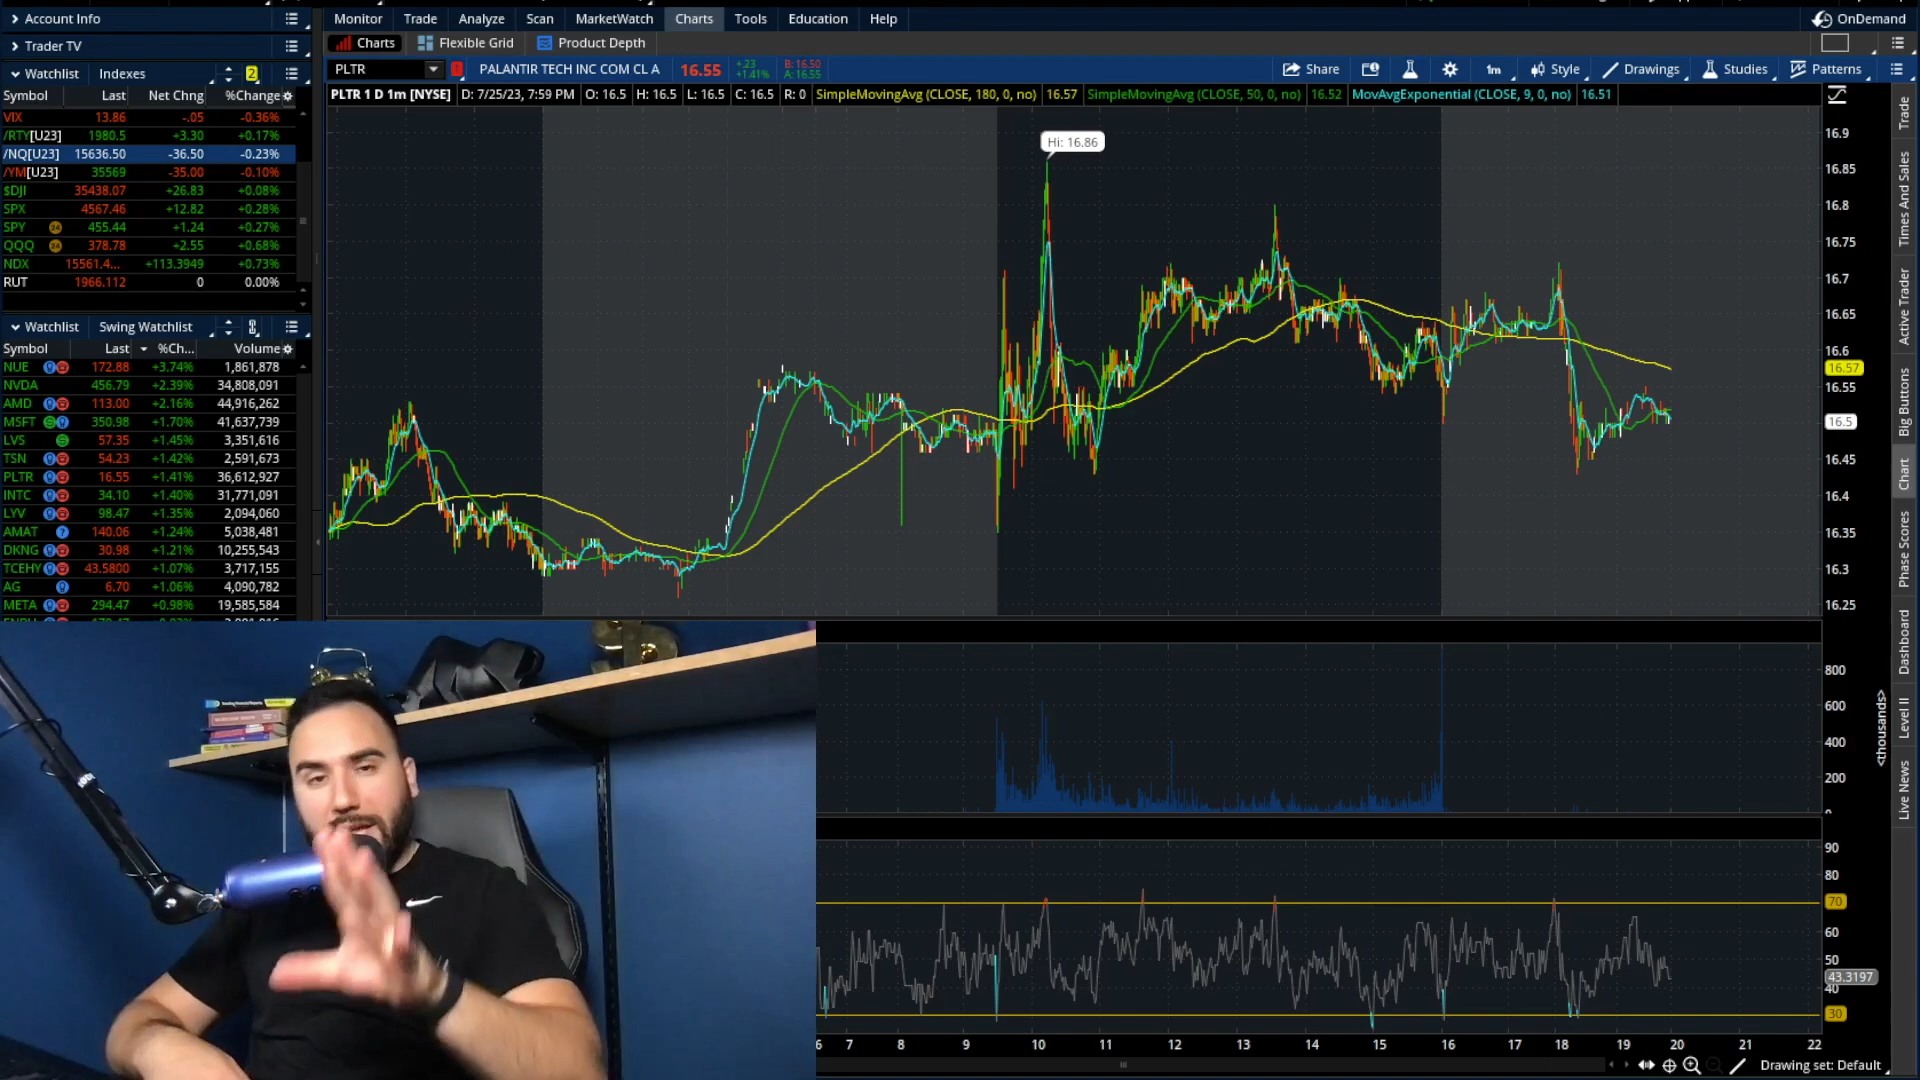 Account Info
Monitor Trade Analyze Scan MarketWatch Charts Tools Education Help
OnDemand
Trader TV
Charts Flexible Grid Product Depth
Watchlist Indexes 2
PLTR PALANTIR TECH INC COM CL A 16.55 +.23 +1.41% B: 16.50 A: 16.55
Share 1m Style Drawings Studies Patterns
PLTR 1 D 1m [NYSE] D: 7/25/23, 7:59 PM O: 16.5 H: 16.5 L: 16.5 C: 16.5 R: 0 SimpleMovingAvg (CLOSE, 180, 0, no) 16.57 SimpleMovingAvg (CLOSE, 50, 0, no) 16.52 MovAvgExponential (CLOSE, 9, 0, no) 16.51
Symbol Last Net Chng %Change
VIX 13.86 -.05 -0.36%
/RTY[U23] 1980.5 +3.30 +0.17%
/NQ[U23] 15636.50 -36.50 -0.23%
/YM[U23] 35569 -35.00 -0.10%
$DJI 35438.07 +26.83 +0.08%
SPX 4567.46 +12.82 +0.28%
SPY 24 455.44 +1.24 +0.27%
QQQ 24 378.78 +2.55 +0.68%
NDX 15561.4... +113.3949 +0.73%
RUT 1966.112 0 0.00%
Watchlist Swing Watchlist
Symbol Last %Ch... Volume
NUE 172.88 +3.74% 1,861,878
NVDA 456.79 +2.39% 34,808,091
AMD 113.00 +2.16% 44,916,262
MSFT 350.98 +1.70% 41,637,739
LVS 57.35 +1.45% 3,351,616
TSN 54.23 +1.42% 2,591,673
PLTR 16.55 +1.41% 36,612,927
INTC 34.10 +1.40% 31,771,091
LYV 98.47 +1.35% 2,094,060
AMAT 140.06 +1.24% 5,038,481
DKNG 30.98 +1.21% 10,255,543
TCEHY 43.5800 +1.07% 3,717,155
AG 6.70 +1.06% 4,090,782
META 294.47 +0.98% 19,585,584
Hi: 16.86
16.9
16.85
16.8
16.75
16.7
16.65
16.6
16.57
16.55
16.5
16.45
16.4
16.35
16.3
16.25
800
600
400
200
0
<thousands>
90
80
70
60
50
43.3197
40
30
6 7 8 9 10 11 12 13 14 15 16 17 18 19 20 22
Drawing set: Default
Trade
Times And Sales
Active Trader
Big Buttons
Chart
Phase Scores
Dashboard
Level II
Live News